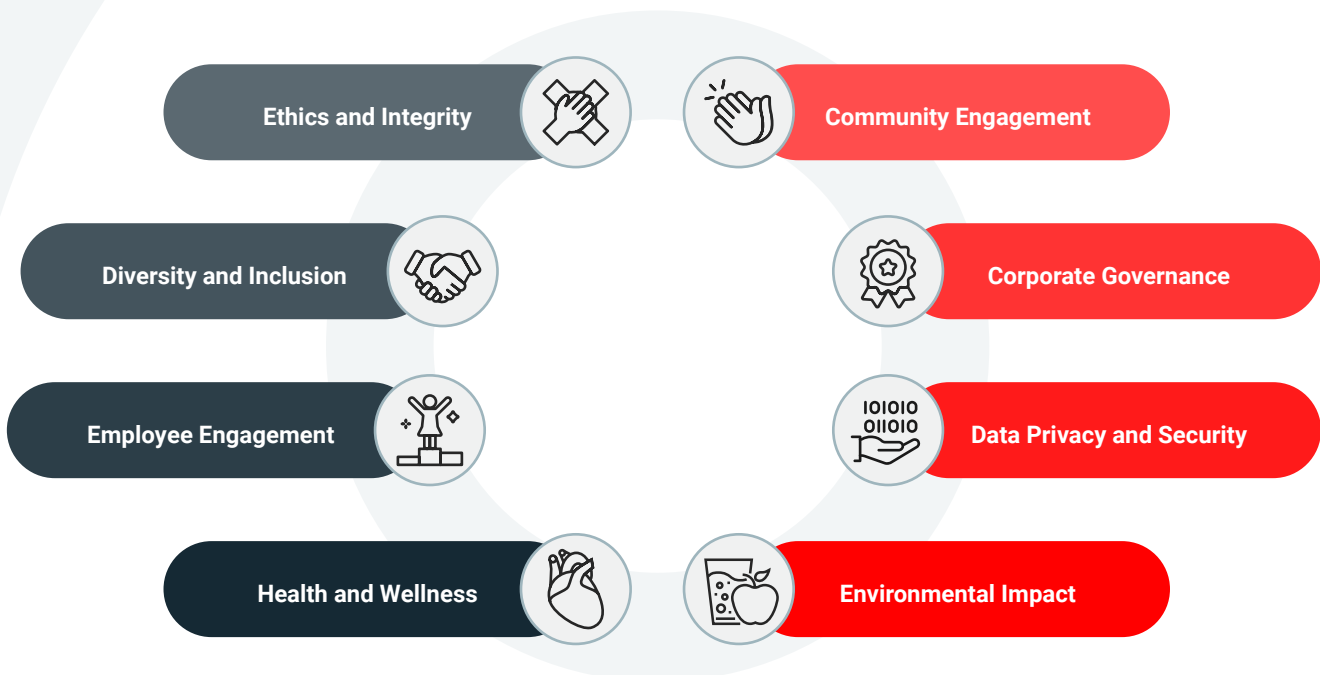 Ethics and Integrity
Community Engagement
Diversity and Inclusion
Corporate Governance
101010
011010
Employee Engagement
Data Privacy and Security
Health and Wellness
Environmental Impact